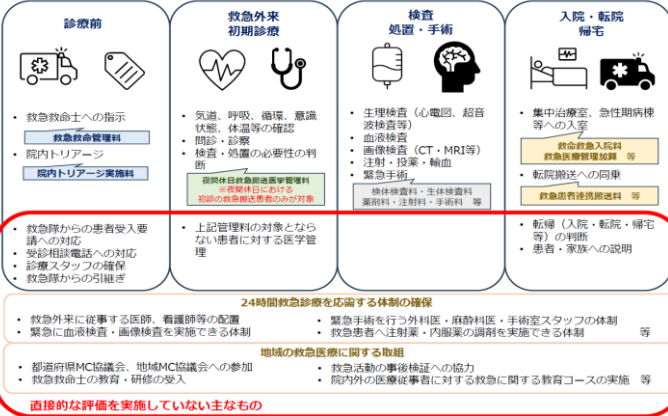 診療前
・ 救急救命士への指示
救急救命管理料
・ 院内トリアージ
院内トリアージ実施料
・ 救急隊からの患者受入要
請への対応
・ 受診相談電話への対応
・ 診療スタッフの確保
・ 救急隊からの引継ぎ
救急外来
初期診療
・ 気道、呼吸、循環、意識
状態、体温等の確認
・ 問診・診察
・ 検査・処置の必要性の判
断
夜間休日救急搬送医学管理料
※夜間休日における
初診の救急搬送患者のみが対象
・ 上記管理料の対象となら
ない患者に対する医学管
理
検査
処置・手術
・ 生理検査（心電図、超音
波検査等）
・ 血液検査
・ 画像検査（CT・MRI等）
・ 注射・投薬・輸血
・ 緊急手術
検体検査料・生体検査料
薬剤料・注射料・手術料 等
入院・転院
帰宅
・ 集中治療室、急性期病棟
等への入室
救命救急入院料
救急医療管理加算 等
・ 転院搬送への同乗
救急患者連携搬送料 等
・ 転帰（入院・転院・帰宅
等）の判断
・ 患者・家族への説明
24時間救急診療を応需する体制の確保
・ 救急外来に従事する医師、看護師等の配置
・ 緊急に血液検査・画像検査を実施できる体制
・ 緊急手術を行う外科医・麻酔科医・手術室スタッフの体制
・ 救急患者へ注射薬・内服薬の調剤を実施できる体制 等
地域の救急医療に関する取組
・ 都道府県MC協議会、地域MC協議会への参加
・ 救急救命士の教育・研修の受入
・ 救急活動の事後検証への協力
・ 院内外の医療従事者に対する救急に関する教育コースの実施 等
直接的な評価を実施していない主なもの